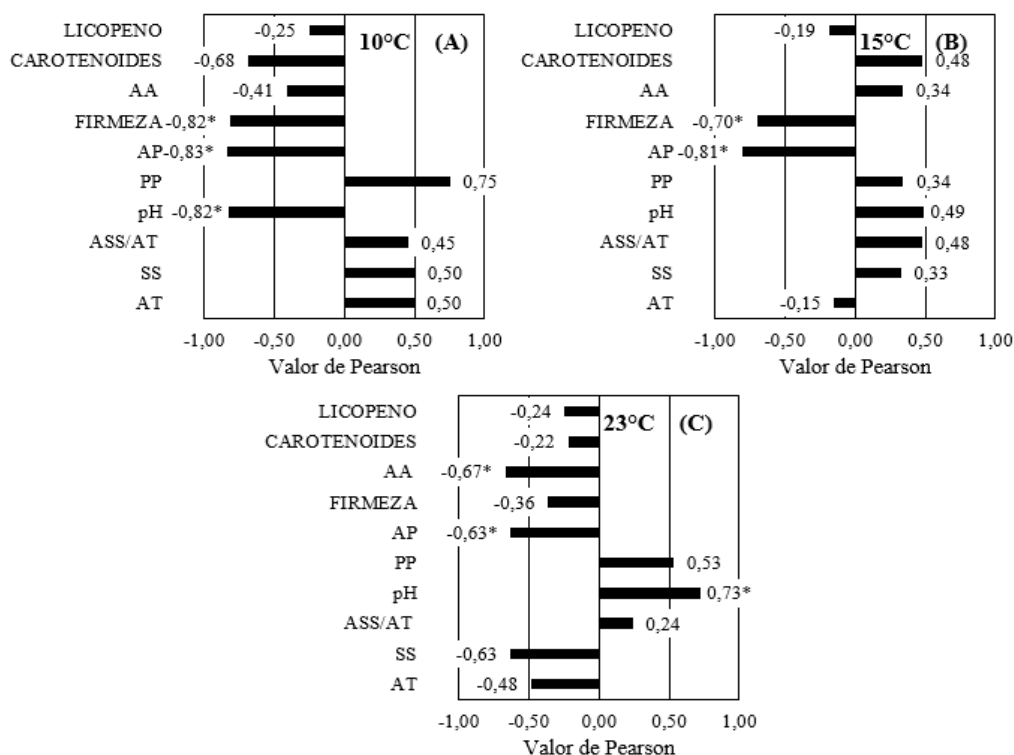 10°C (A)
LICOPENO -0,25
CAROTENOIDES -0,68
AA -0,41
FIRMEZA -0,82*
AP -0,83*
PP 0,75
pH -0,82*
ASS/AT 0,45
SS 0,50
AT 0,50
-1,00 -0,50 0,00 0,50 1,00
Valor de Pearson
15°C (B)
LICOPENO -0,19
CAROTENOIDES 0,48
AA 0,34
FIRMEZA -0,70*
AP -0,81*
PP 0,34
pH 0,49
ASS/AT 0,48
SS 0,33
AT -0,15
-1,00 -0,50 0,00 0,50 1,00
Valor de Pearson
23°C (C)
LICOPENO -0,24
CAROTENOIDES -0,22
AA -0,67*
FIRMEZA -0,36
AP -0,63*
PP 0,53
pH 0,73*
ASS/AT 0,24
SS -0,63
AT -0,48
-1,00 -0,50 0,00 0,50 1,00
Valor de Pearson